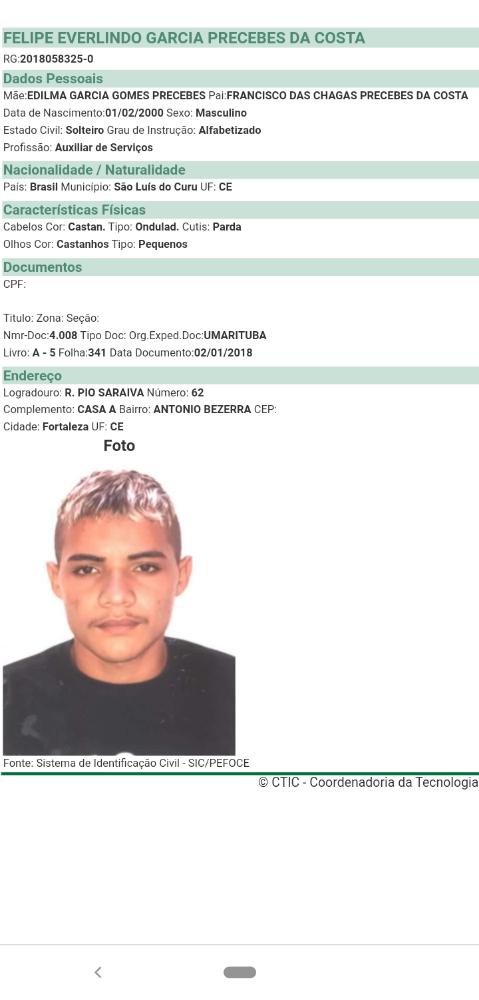 FELIPE EVERLINDO GARCIA PRECEBES DA COSTA
RG:2018058325-0
Dados Pessoais
Mãe:EDILMA GARCIA GOMES PRECEBES Pai:FRANCISCO DAS CHAGAS PRECEBES DA COSTA
Data de Nascimento:01/02/2000 Sexo: Masculino
Estado Civil: Solteiro Grau de Instrução: Alfabetizado
Profissão: Auxiliar de Serviços
Nacionalidade / Naturalidade
País: Brasil Município: São Luís do Curu UF: CE
Características Físicas
Cabelos Cor: Castan. Tipo: Ondulad. Cutis: Parda
Olhos Cor: Castanhos Tipo: Pequenos
Documentos
CPF:
Titulo: Zona: Seção:
Nmr-Doc:4.008 Tipo Doc: Org.Exped.Doc:UMARITUBA
Livro: A - 5 Folha:341 Data Documento:02/01/2018
Endereço
Logradouro: R. PIO SARAIVA Número: 62
Complemento: CASA A Bairro: ANTONIO BEZERRA CEP:
Cidade: Fortaleza UF: CE
Foto
Fonte: Sistema de Identificação Civil - SIC/PEFOCE
© CTIC - Coordenadoria da Tecnologia